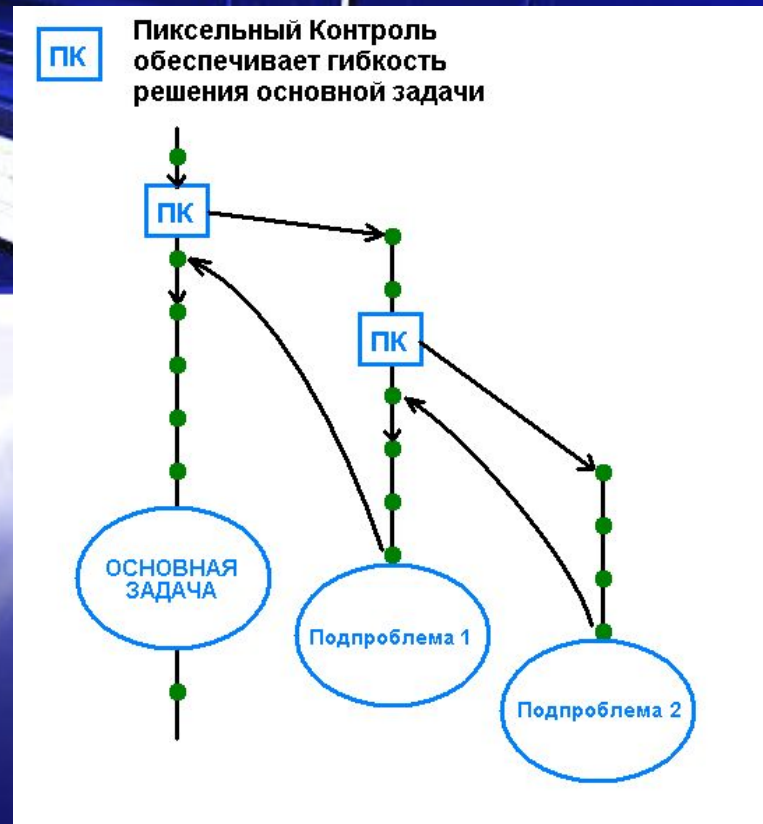 ПК
Пиксельный Контроль
обеспечивает гибкость
решения основной задачи
ПК
ПК
ОСНОВНАЯ
ЗАДАЧА
Подпроблема 1
Подпроблема 2